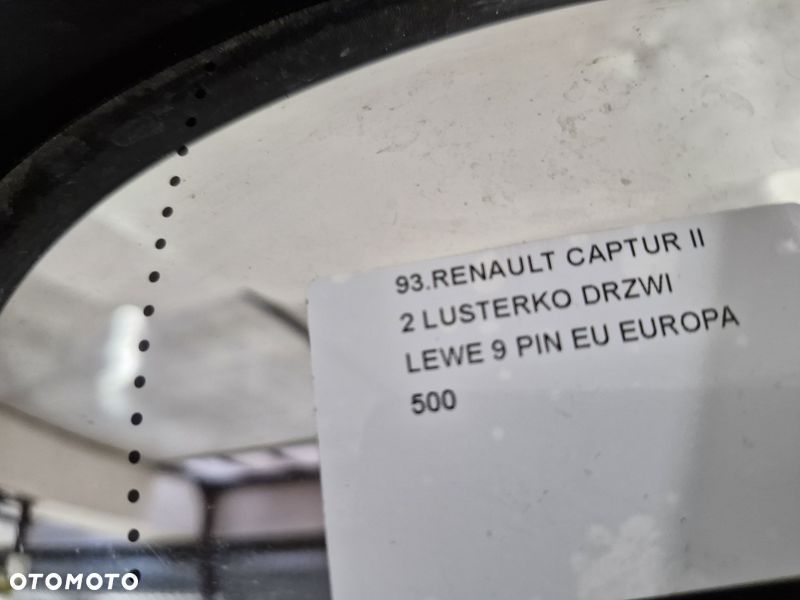 93.RENAULT CAPTUR II
2 LUSTERKO DRZWI
LEWE 9 PIN EU EUROPA
500
OTOMOTO